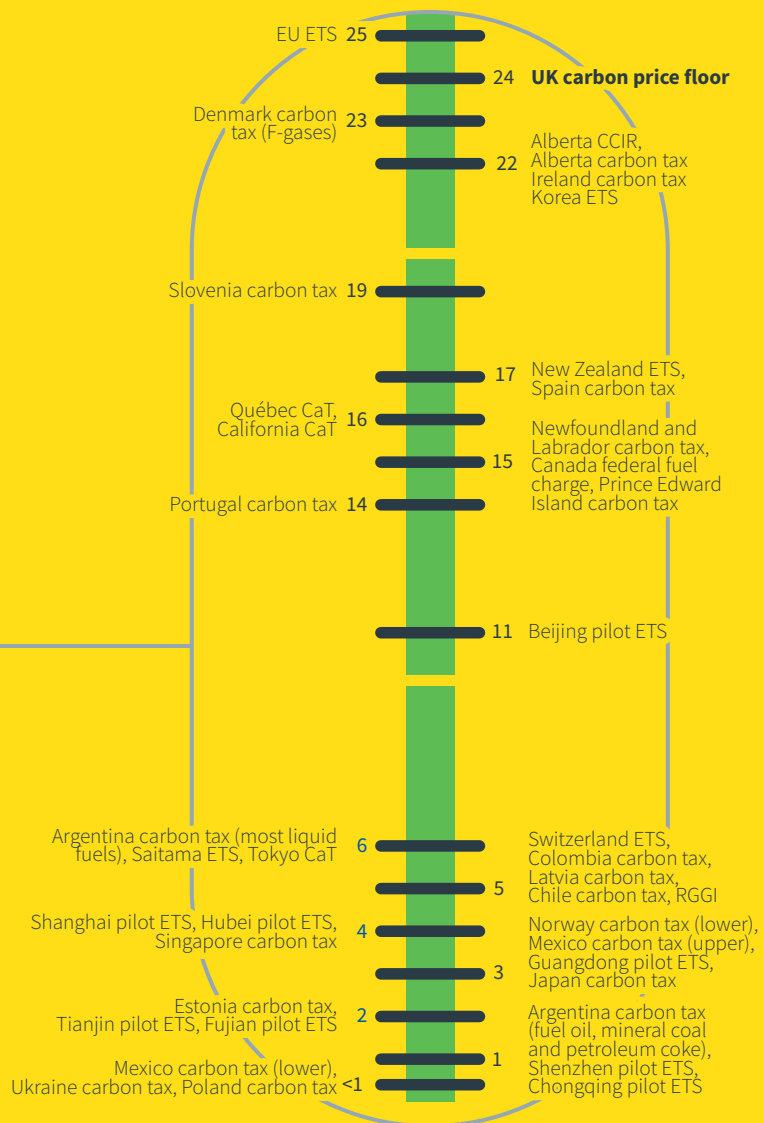 EU ETS 25
24 UK carbon price floor
Denmark carbon
tax (F-gases) 23
22 Alberta CCIR,
Alberta carbon tax
Ireland carbon tax
Korea ETS
Slovenia carbon tax 19
17 New Zealand ETS,
Spain carbon tax
Québec CaT,
California CaT 16
15 Newfoundland and
Labrador carbon tax,
Canada federal fuel
charge, Prince Edward
Island carbon tax
Portugal carbon tax 14
11 Beijing pilot ETS
Argentina carbon tax (most liquid
fuels), Saitama ETS, Tokyo CaT 6
5 Switzerland ETS,
Colombia carbon tax,
Latvia carbon tax,
Chile carbon tax, RGGI
Shanghai pilot ETS, Hubei pilot ETS,
Singapore carbon tax 4
3 Norway carbon tax (lower),
Mexico carbon tax (upper),
Guangdong pilot ETS,
Japan carbon tax
Estonia carbon tax,
Tianjin pilot ETS, Fujian pilot ETS 2
1 Argentina carbon tax
(fuel oil, mineral coal
and petroleum coke),
Shenzhen pilot ETS,
Chongqing pilot ETS
Mexico carbon tax (lower),
Ukraine carbon tax, Poland carbon tax <1